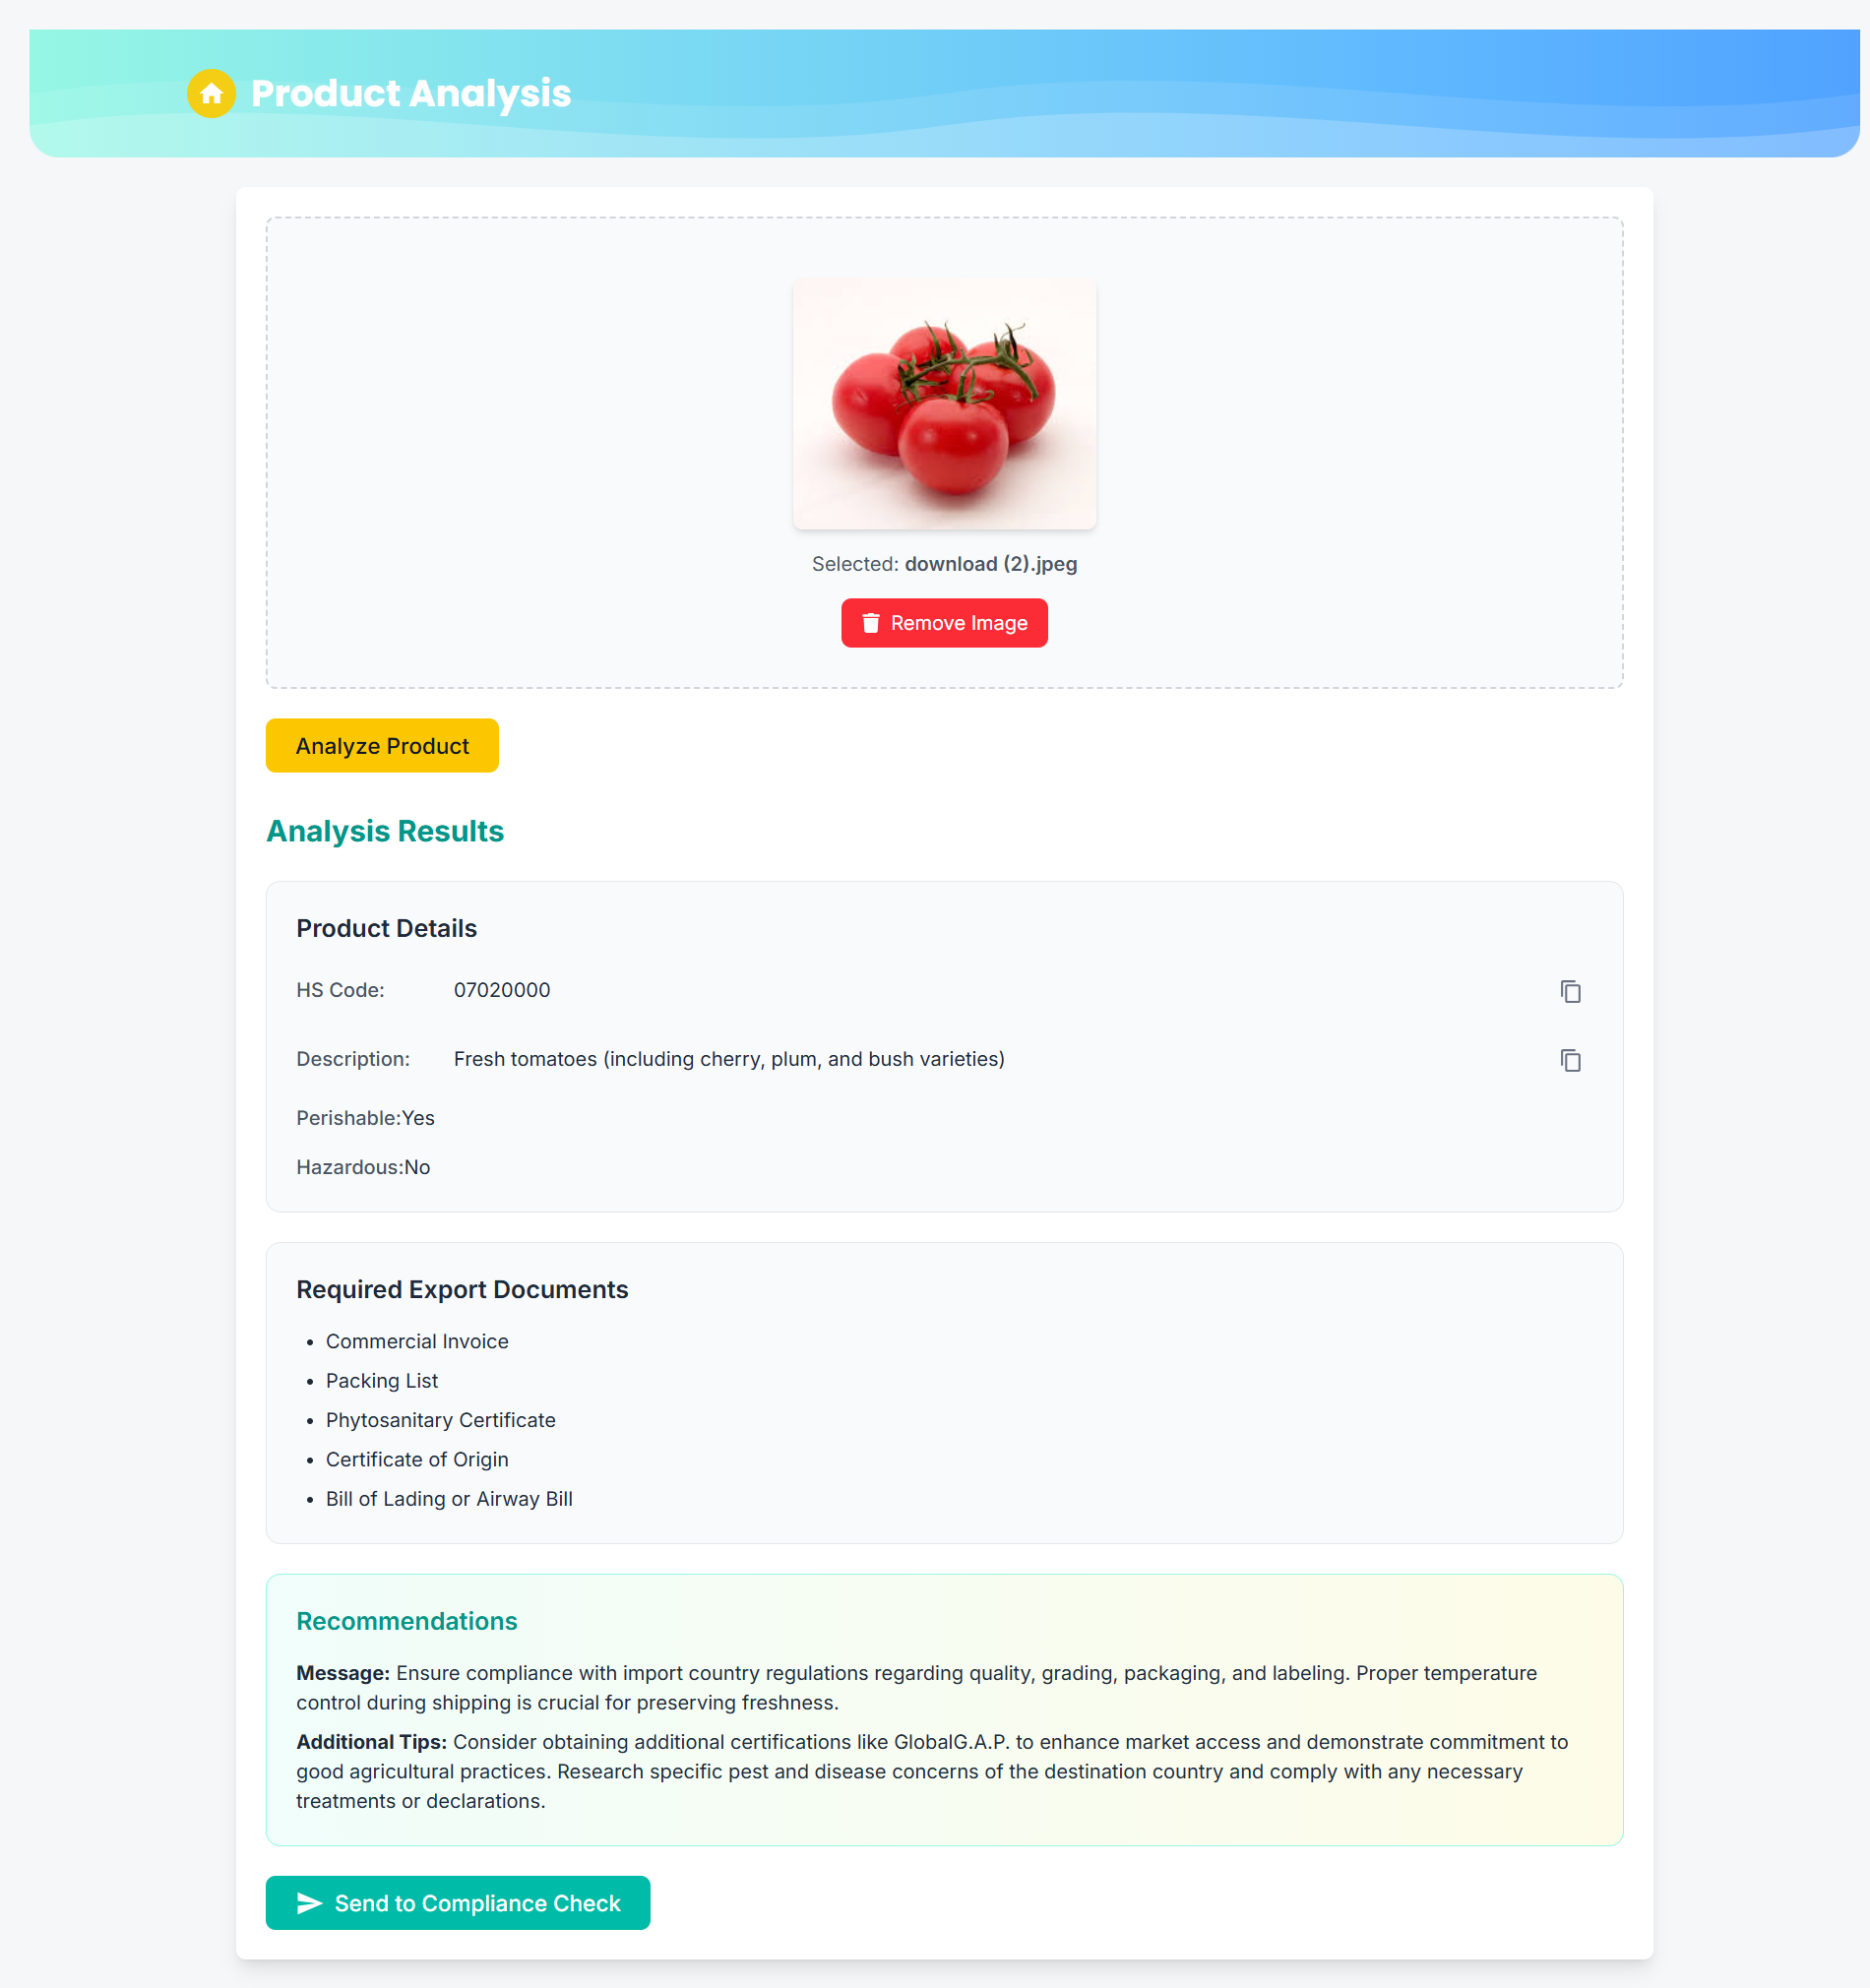 Product Analysis
Selected: download (2).jpeg
Remove Image
Analyze Product
Analysis Results
Product Details
HS Code: 07020000
Description: Fresh tomatoes (including cherry, plum, and bush varieties)
Perishable:Yes
Hazardous:No
Required Export Documents
• Commercial Invoice
• Packing List
• Phytosanitary Certificate
• Certificate of Origin
• Bill of Lading or Airway Bill
Recommendations
Message: Ensure compliance with import country regulations regarding quality, grading, packaging, and labeling. Proper temperature
control during shipping is crucial for preserving freshness.
Additional Tips: Consider obtaining additional certifications like GlobalG.A.P. to enhance market access and demonstrate commitment to
good agricultural practices. Research specific pest and disease concerns of the destination country and comply with any necessary
treatments or declarations.
Send to Compliance Check